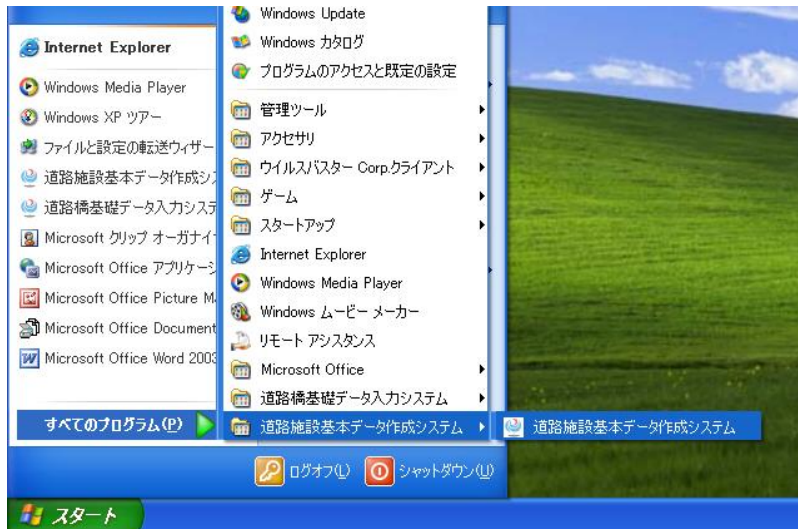 Internet Explorer
Windows Media Player
Windows XP ツアー
ファイルと設定の転送ウィザー
道路施設基本データ作成シ
道路橋基礎データ入力システ
Microsoft クリップ オーガナイ
Microsoft Office アプリケーシ
Microsoft Office Picture M
Microsoft Office Document
Microsoft Office Word 2003
すべてのプログラム(P)
Windows Update
Windows カタログ
プログラムのアクセスと既定の設定
管理ツール
アクセサリ
ウイルスバスター Corp.クライアント
ゲーム
スタートアップ
Internet Explorer
Windows Media Player
Windows ムービー メーカー
リモート アシスタンス
Microsoft Office
道路橋基礎データ入力システム
道路施設基本データ作成システム
道路施設基本データ作成システム
ログオフ(L)
シャットダウン(U)
スタート